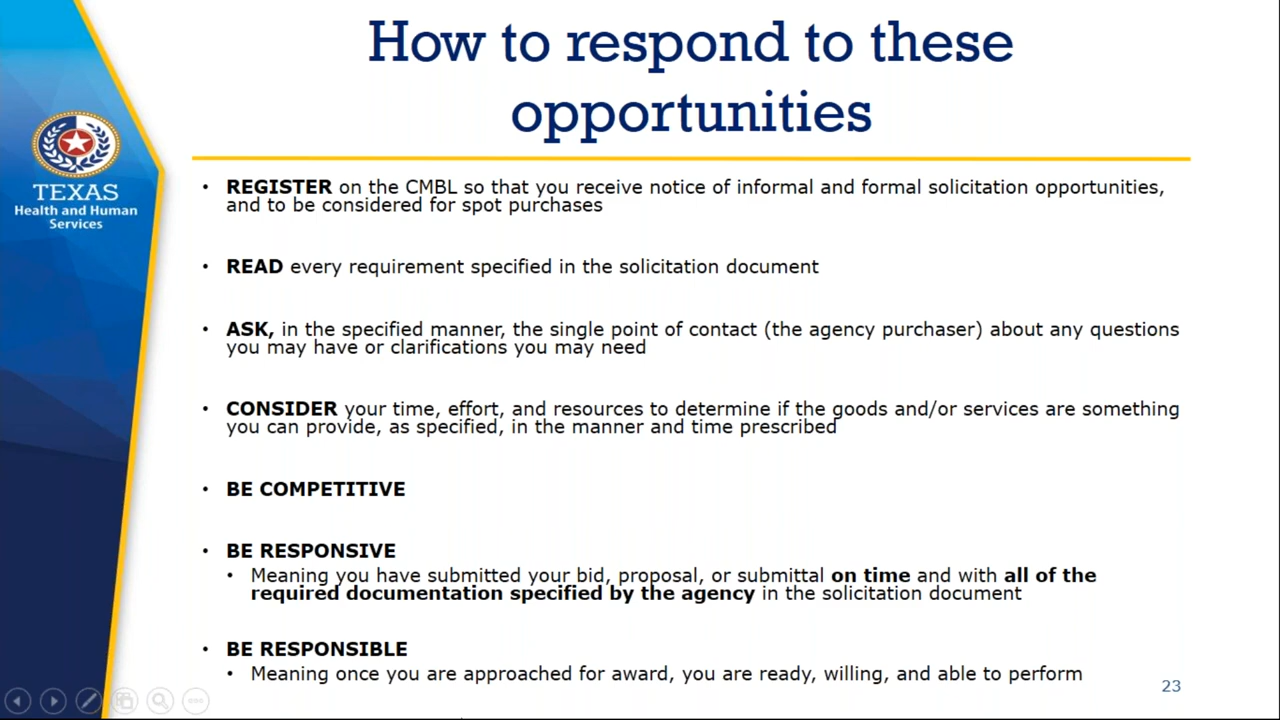 How to respond to these
opportunities
TEXAS
Health and Human
Services
• REGISTER on the CMBL so that you receive notice of informal and formal solicitation opportunities,
and to be considered for spot purchases
• READ every requirement specified in the solicitation document
• ASK, in the specified manner, the single point of contact (the agency purchaser) about any questions
you may have or clarifications you may need
• CONSIDER your time, effort, and resources to determine if the goods and/or services are something
you can provide, as specified, in the manner and time prescribed
• BE COMPETITIVE
• BE RESPONSIVE
• Meaning you have submitted your bid, proposal, or submittal on time and with all of the
required documentation specified by the agency in the solicitation document
• BE RESPONSIBLE
• Meaning once you are approached for award, you are ready, willing, and able to perform
23